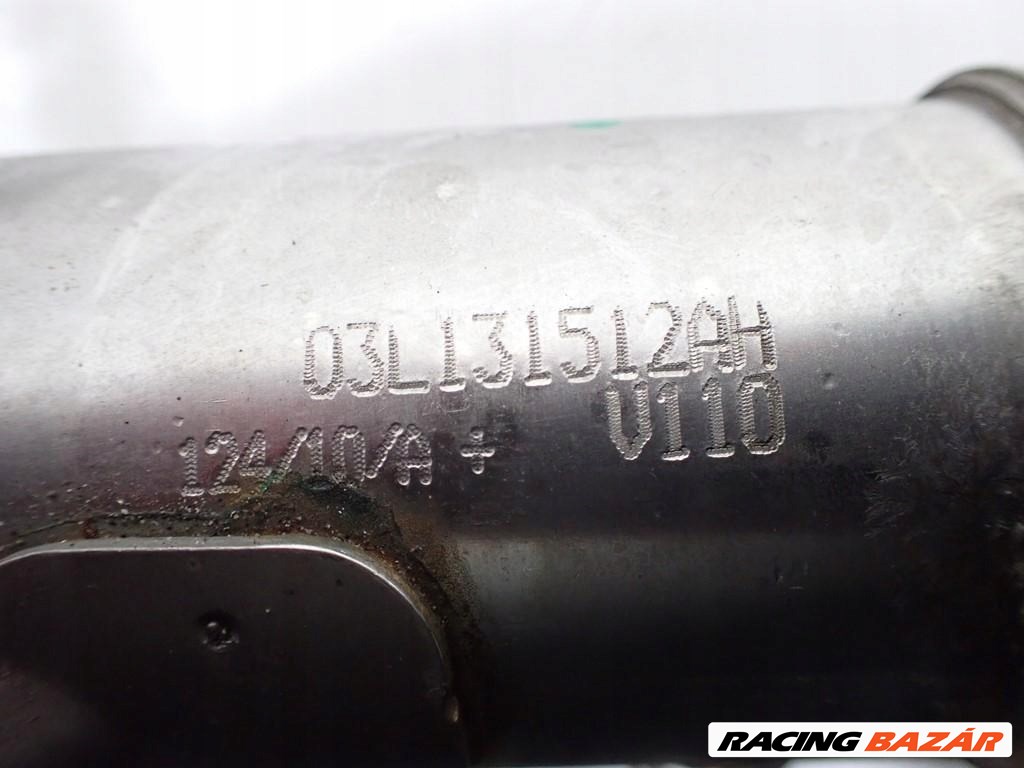 03L131512AH
V110
124/10/A +
RACING BAZÁR